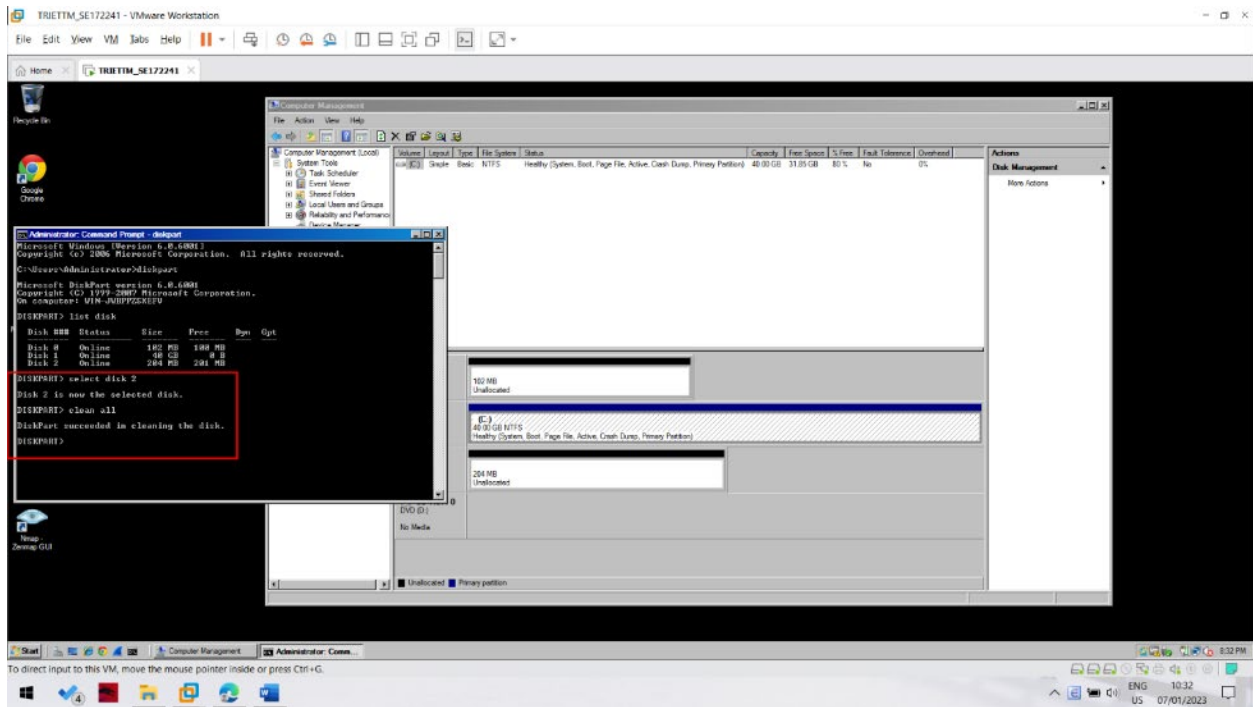 TRIETTM_SE172241 - VMware Workstation
File Edit View VM Tabs Help
Home TRIETTM_SE172241
Recycle Bin
Google Chrome
Computer Management
File Action View Help
Computer Management (Local)
System Tools
Task Scheduler
Event Viewer
Shared Folders
Local Users and Groups
Reliability and Performance
Device Manager
Volume Layout Type File System Status Capacity Free Space % Free Fault Tolerance Overhead
(C:) Simple Basic NTFS Healthy (System, Boot, Page File, Active, Crash Dump, Primary Partition) 40.00 GB 31.85 GB 80 % No 0%
Actions
Disk Management
More Actions
Administrator: Command Prompt - diskpart
Microsoft Windows [Version 6.0.6001]
Copyright (c) 2006 Microsoft Corporation. All rights reserved.
C:\Users\Administrator>diskpart
Microsoft DiskPart version 6.0.6001
Copyright (C) 1999-2007 Microsoft Corporation.
On computer:
DISKPART> list disk
Disk ### Status Size Free Dyn Gpt
Disk 0 Online 102 MB 100 MB
Disk 1 Online 40 GB 0 B
Disk 2 Online 204 MB 201 MB
DISKPART> select disk 2
Disk 2 is now the selected disk.
DISKPART> clean all
DiskPart succeeded in cleaning the disk.
DISKPART>
102 MB
Unallocated
(C:)
40.00 GB NTFS
Healthy (System, Boot, Page File, Active, Crash Dump, Primary Partition)
204 MB
Unallocated
0
DVD (D:)
No Media
Unallocated Primary partition
Nmap -
Zenmap GUI
Start Computer Management Administrator: Comm... 8:32 PM
To direct input to this VM, move the mouse pointer inside or press Ctrl+G.
4
ENG 10:32
US 07/01/2023